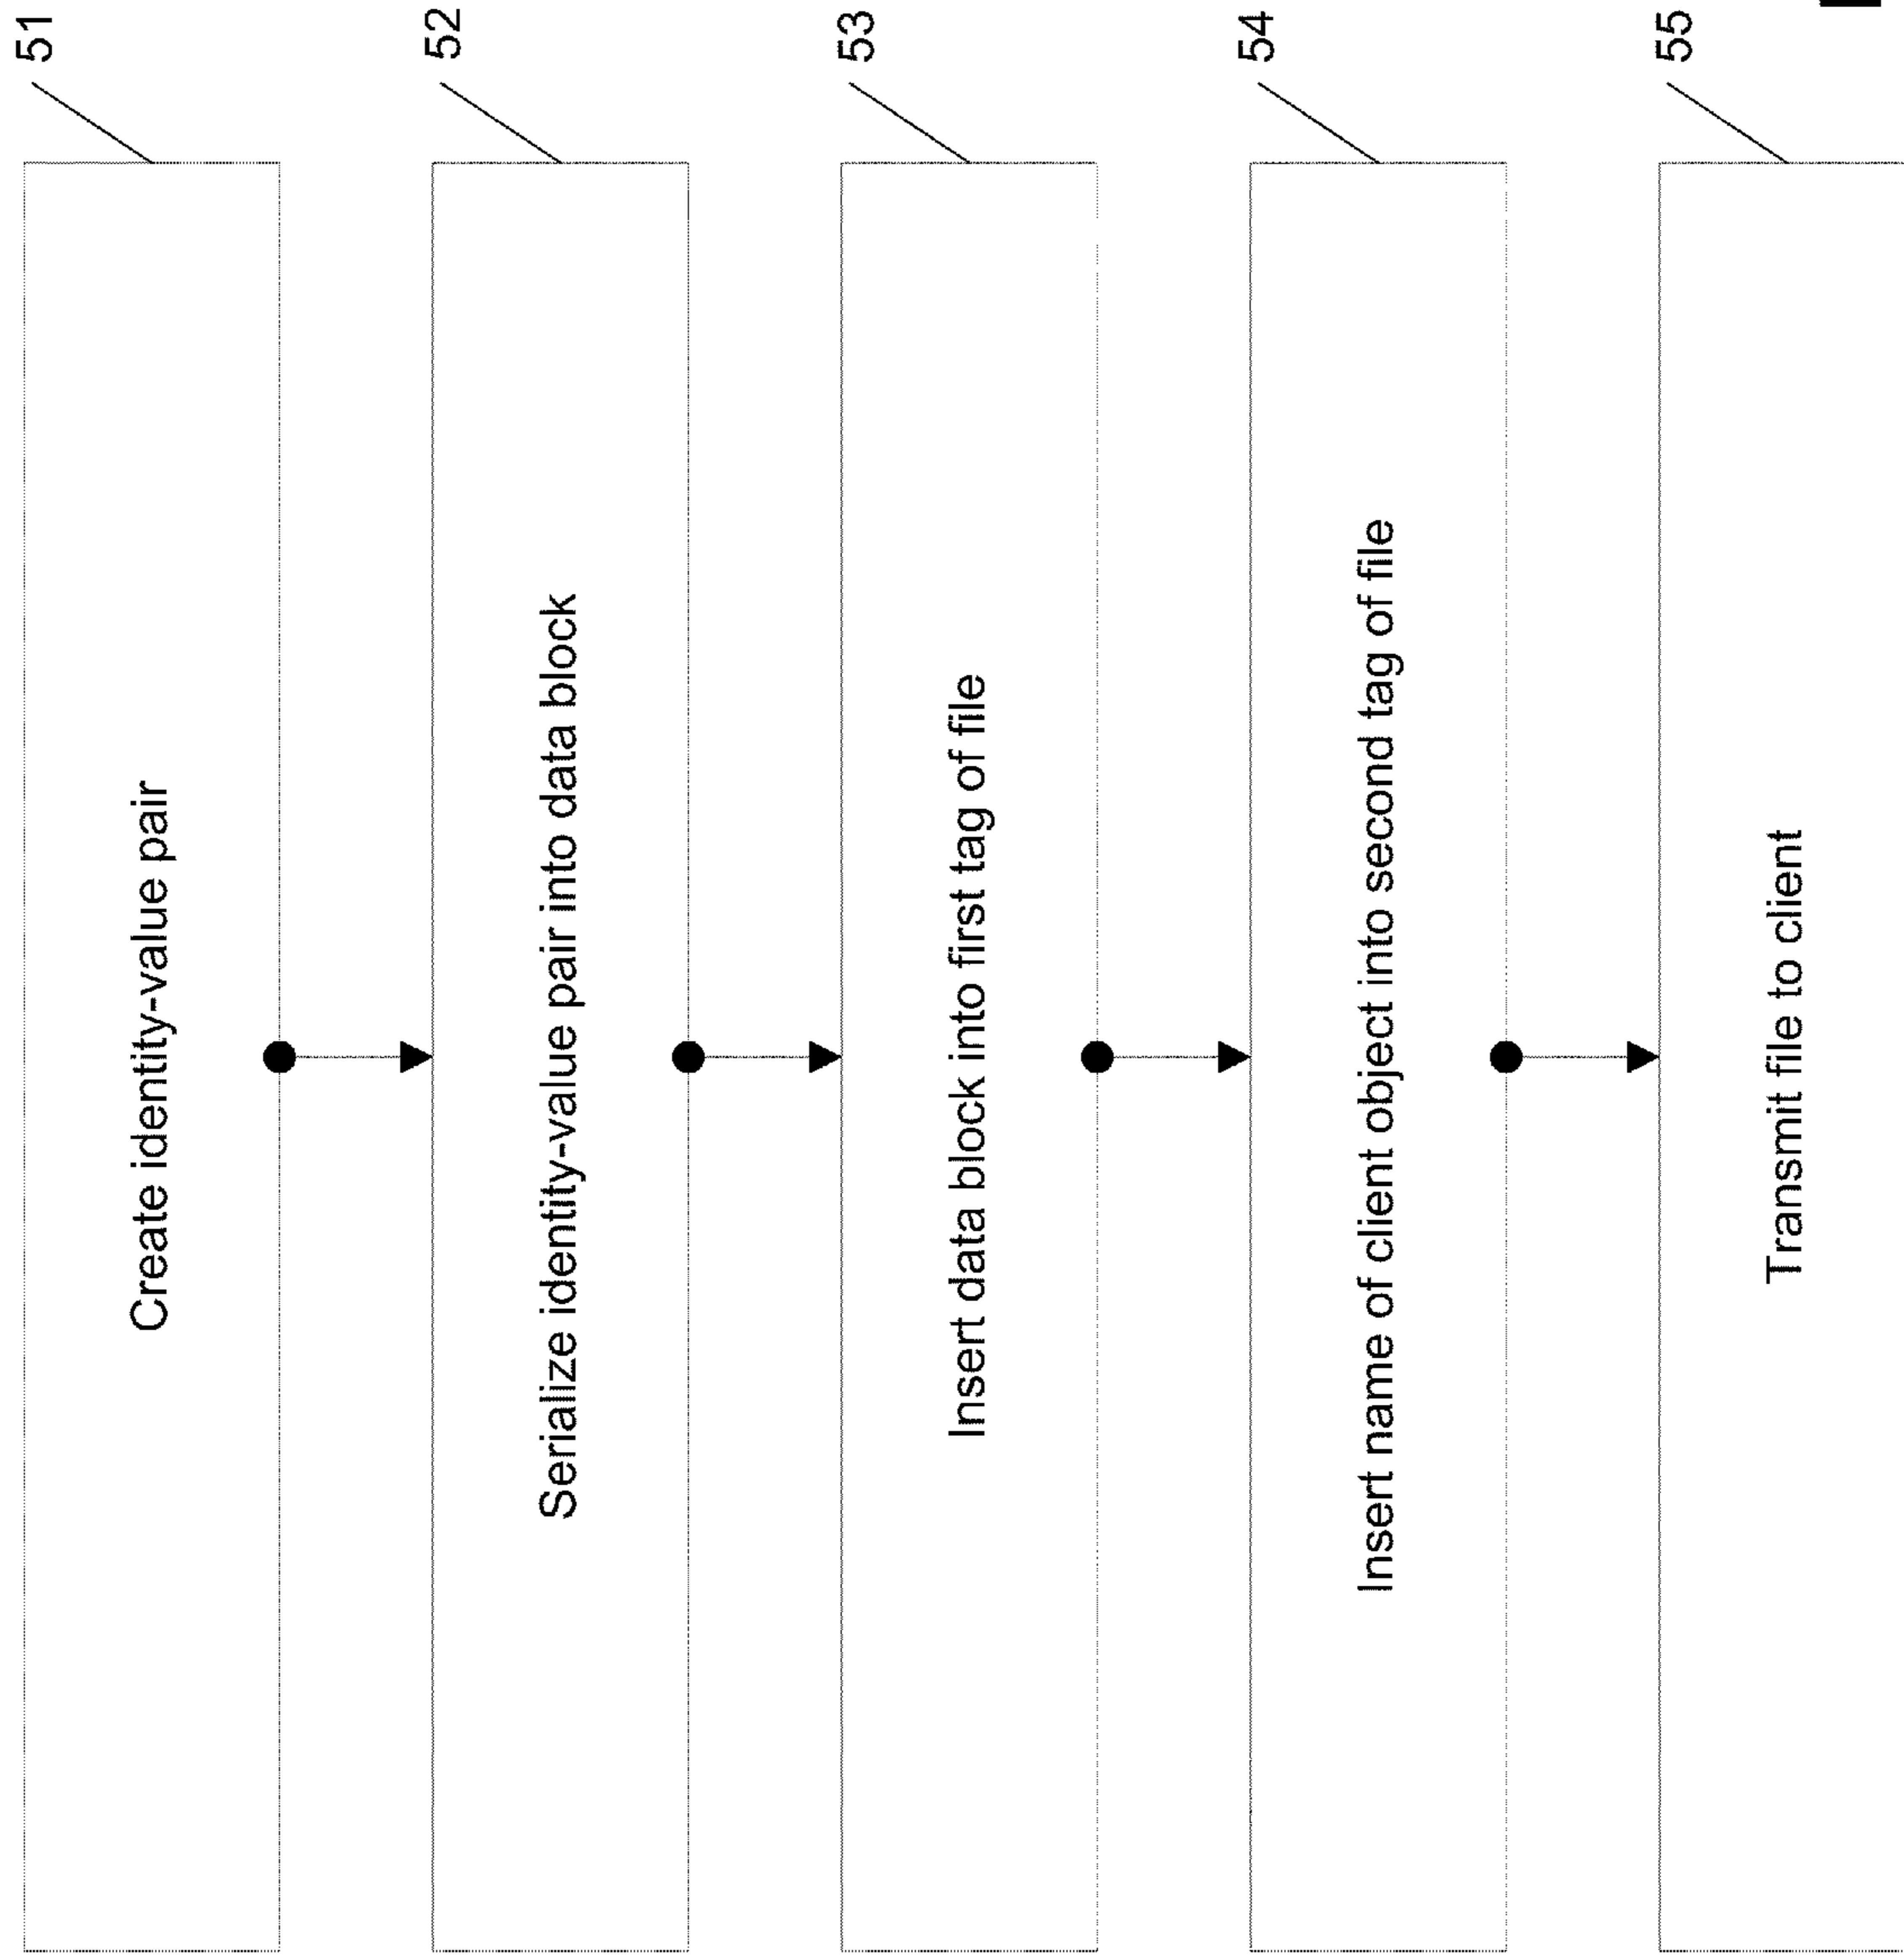 51
Create identity-value pair
52
Serialize identity-value pair into data block
53
Insert data block into first tag of file
54
Insert name of client object into second tag of file
55
Transmit file to client